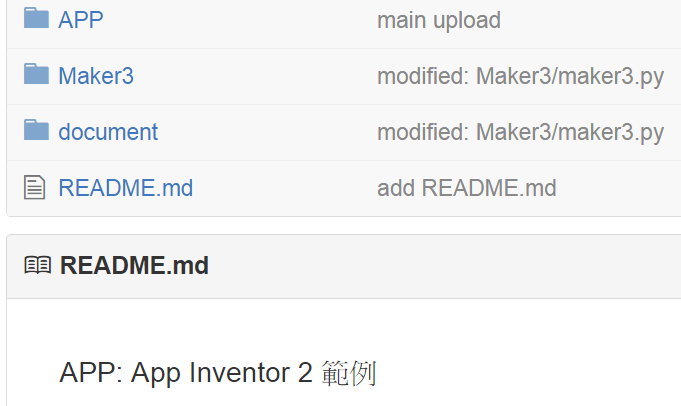 APP main upload
Maker3 modified: Maker3/maker3.py
document modified: Maker3/maker3.py
README.md add README.md
README.md
APP: App Inventor 2 範例